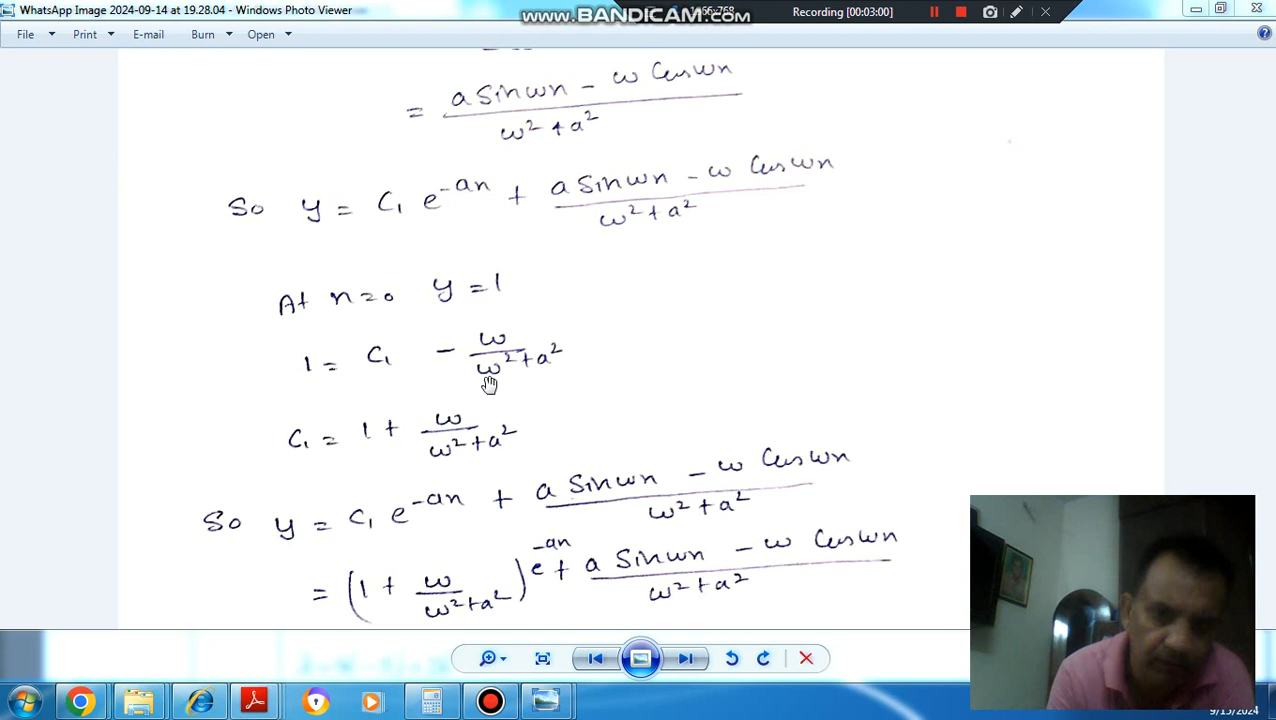 WhatsApp Image 2024-09-14 at 19.28.04 - Windows Photo Viewer
www.BANDICAM.com
Recording [00:03:00]
File Print E-mail Burn Open
= a Sin ωn - ω Cos ωn / ω² + a²
So y = C₁ e^-an + a Sin ωn - ω Cos ωn / ω² + a²
At n=0 y=1
1 = C₁ - ω / ω² + a²
C₁ = 1 + ω / ω² + a²
So y = C₁ e^-an + a Sin ωn - ω Cos ωn / ω² + a²
= (1 + ω / ω² + a²) e^-an + a Sin ωn - ω Cos ωn / ω² + a²
9/15/2024